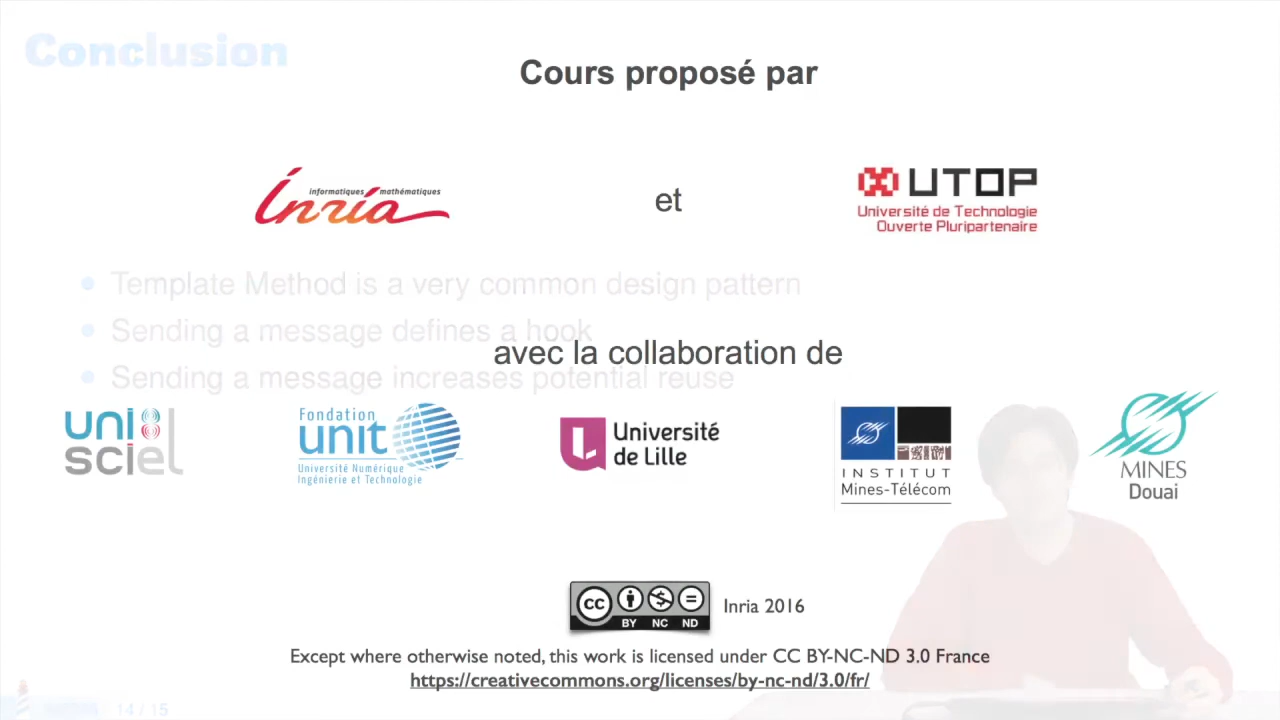 Conclusion
Cours proposé par
informatiques mathématiques
Inria
et
UTOP
Université de Technologie
Ouverte Pluripartenaire
Template Method is a very common design pattern
Sending a message defines a hook
avec la collaboration de
Sending a message increases potential reuse
uni
sciel
Fondation
unit
Université Numérique
Ingénierie et Technologie
Université
de Lille
INSTITUT
Mines-Télécom
MINES
Douai
cc
BY NC ND
Inria 2016
Except where otherwise noted, this work is licensed under CC BY-NC-ND 3.0 France
https://creativecommons.org/licenses/by-nc-nd/3.0/fr/
14 / 15